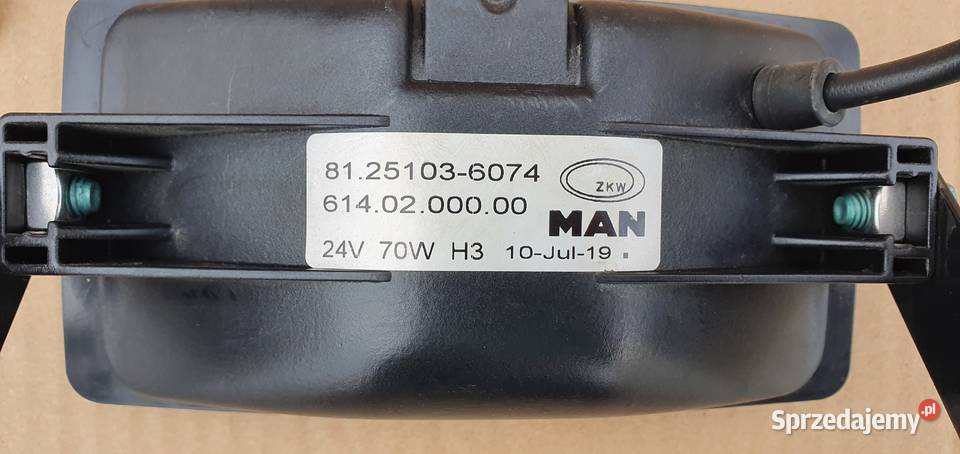 81.25103-6074
ZKW
614.02.000.00
MAN
24V 70W H3 10-Jul-19 .
Sprzedajemy.pl